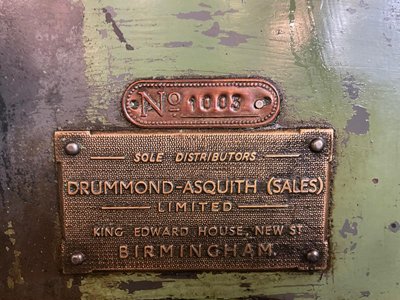 No 1003
SOLE DISTRIBUTORS
DRUMMOND-ASQUITH (SALES)
LIMITED
KING EDWARD HOUSE, NEW ST
BIRMINGHAM